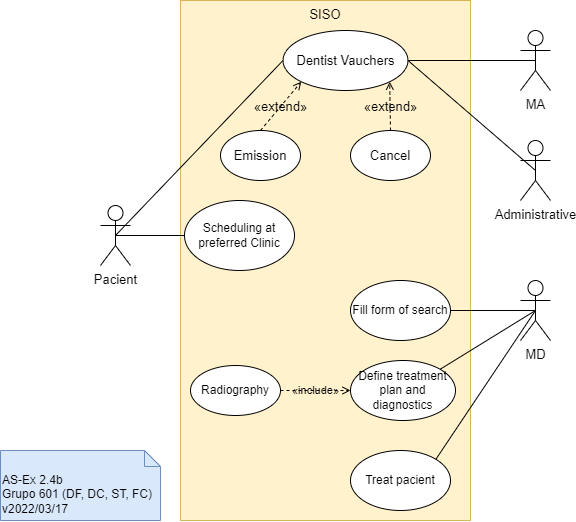 SISO
Dentist Vauchers
MA
«extend»
«extend»
Emission
Cancel
Administrative
Scheduling at
preferred Clinic
Pacient
Fill form of search
MD
Radiography
«include»
Define treatment
plan and
diagnostics
Treat pacient
AS-Ex 2.4b
Grupo 601 (DF, DC, ST, FC)
v2022/03/17